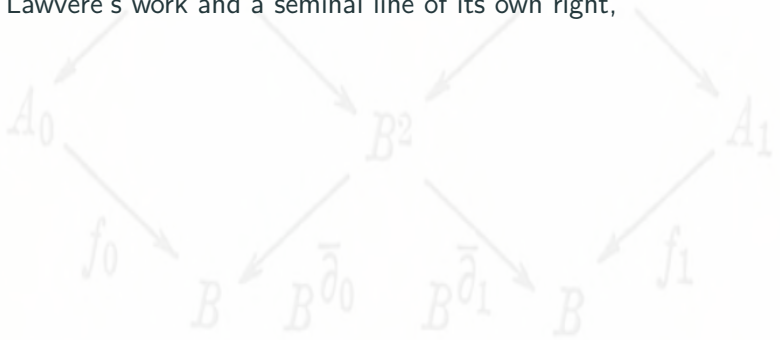 Lawvere's work and a seminal line of its own right,
A₀ B² A₁
f₀ f₁
B B^∂̄₀ B^∂̄₁ B